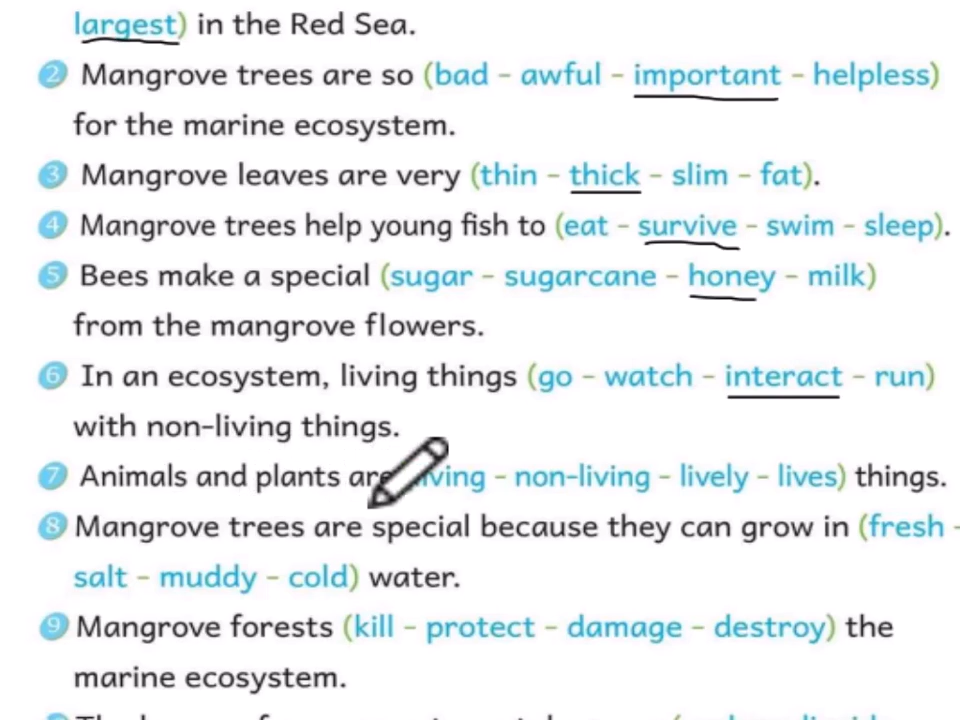 largest) in the Red Sea.
2 Mangrove trees are so (bad - awful - important - helpless)
for the marine ecosystem.
3 Mangrove leaves are very (thin - thick - slim - fat).
4 Mangrove trees help young fish to (eat - survive - swim - sleep).
5 Bees make a special (sugar - sugarcane - honey - milk)
from the mangrove flowers.
6 In an ecosystem, living things (go - watch - interact - run)
with non-living things.
7 Animals and plants are (living - non-living - lively - lives) things.
8 Mangrove trees are special because they can grow in (fresh -
salt - muddy - cold) water.
9 Mangrove forests (kill - protect - damage - destroy) the
marine ecosystem.